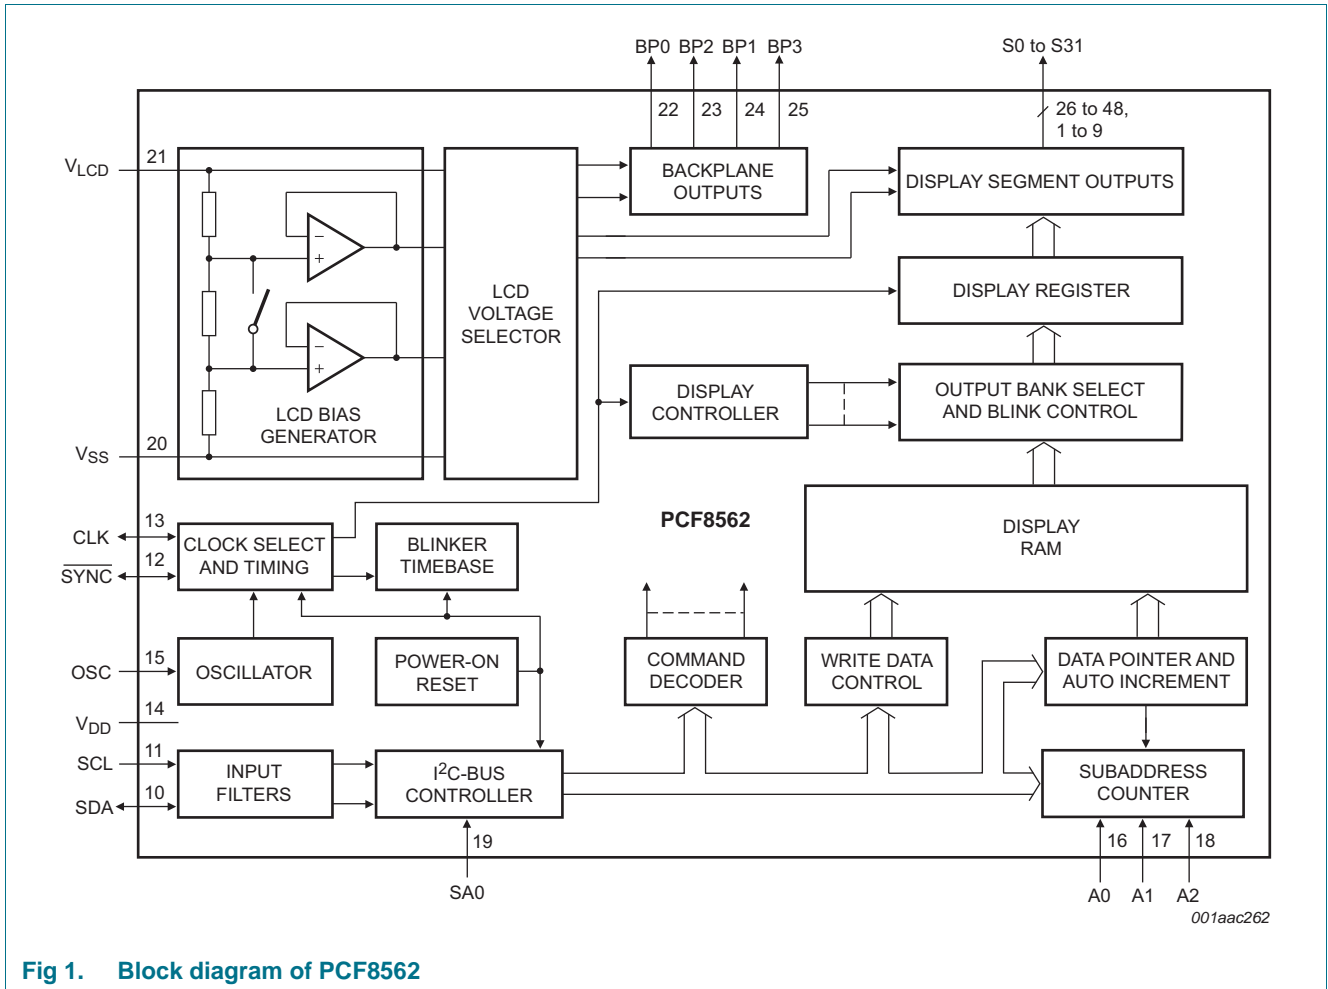 BP0 BP2 BP1 BP3
S0 to S31
22 23 24 25
26 to 48,
1 to 9
VLCD
21
BACKPLANE
OUTPUTS
DISPLAY SEGMENT OUTPUTS
−
+
−
+
LCD
VOLTAGE
SELECTOR
DISPLAY REGISTER
LCD BIAS
GENERATOR
DISPLAY
CONTROLLER
OUTPUT BANK SELECT
AND BLINK CONTROL
VSS
20
CLK
13
SYNC
12
CLOCK SELECT
AND TIMING
BLINKER
TIMEBASE
PCF8562
DISPLAY
RAM
OSC
15
OSCILLATOR
POWER-ON
RESET
COMMAND
DECODER
WRITE DATA
CONTROL
DATA POINTER AND
AUTO INCREMENT
VDD
14
SCL
11
SDA
10
INPUT
FILTERS
I2C-BUS
CONTROLLER
SUBADDRESS
COUNTER
19
16 17 18
SA0
A0 A1 A2
001aac262
Fig 1. Block diagram of PCF8562